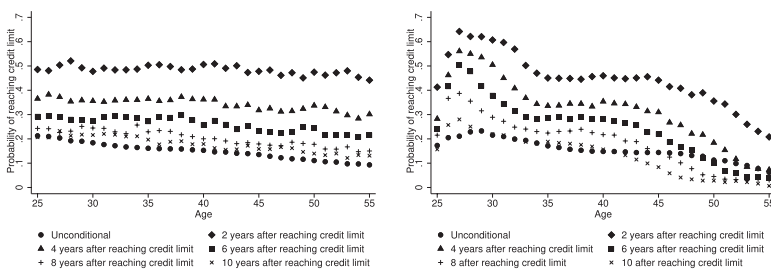 .7
.6
.5
.4
.3
.2
.1
0
Probability of reaching credit limit
25 30 35 40 45 50 55
Age
Unconditional
2 years after reaching credit limit
4 years after reaching credit limit
6 years after reaching credit limit
8 years after reaching credit limit
10 years after reaching credit limit
.7
.6
.5
.4
.3
.2
.1
0
Probability of reaching credit limit
25 30 35 40 45 50 55
Age
Unconditional
2 years after reaching credit limit
4 years after reaching credit limit
6 years after reaching credit limit
8 after reaching credit limit
10 after reaching credit limit